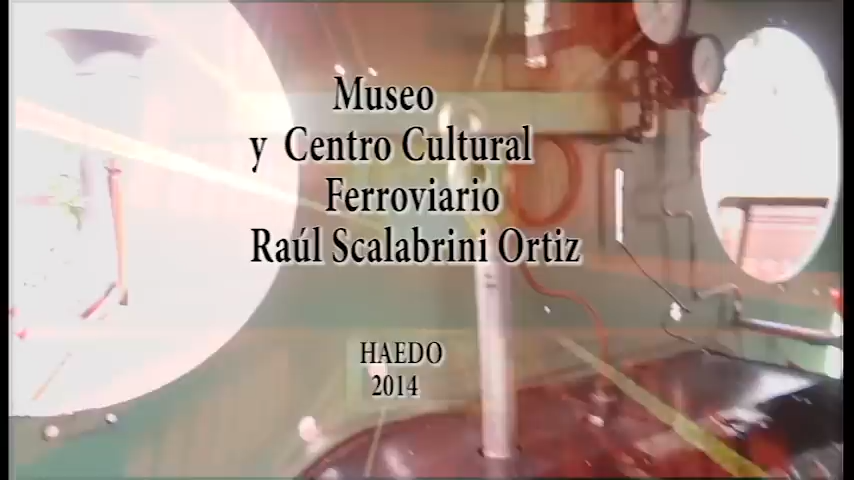 Museo
y Centro Cultural
Ferroviario
Raúl Scalabrini Ortiz
HAEDO
2014